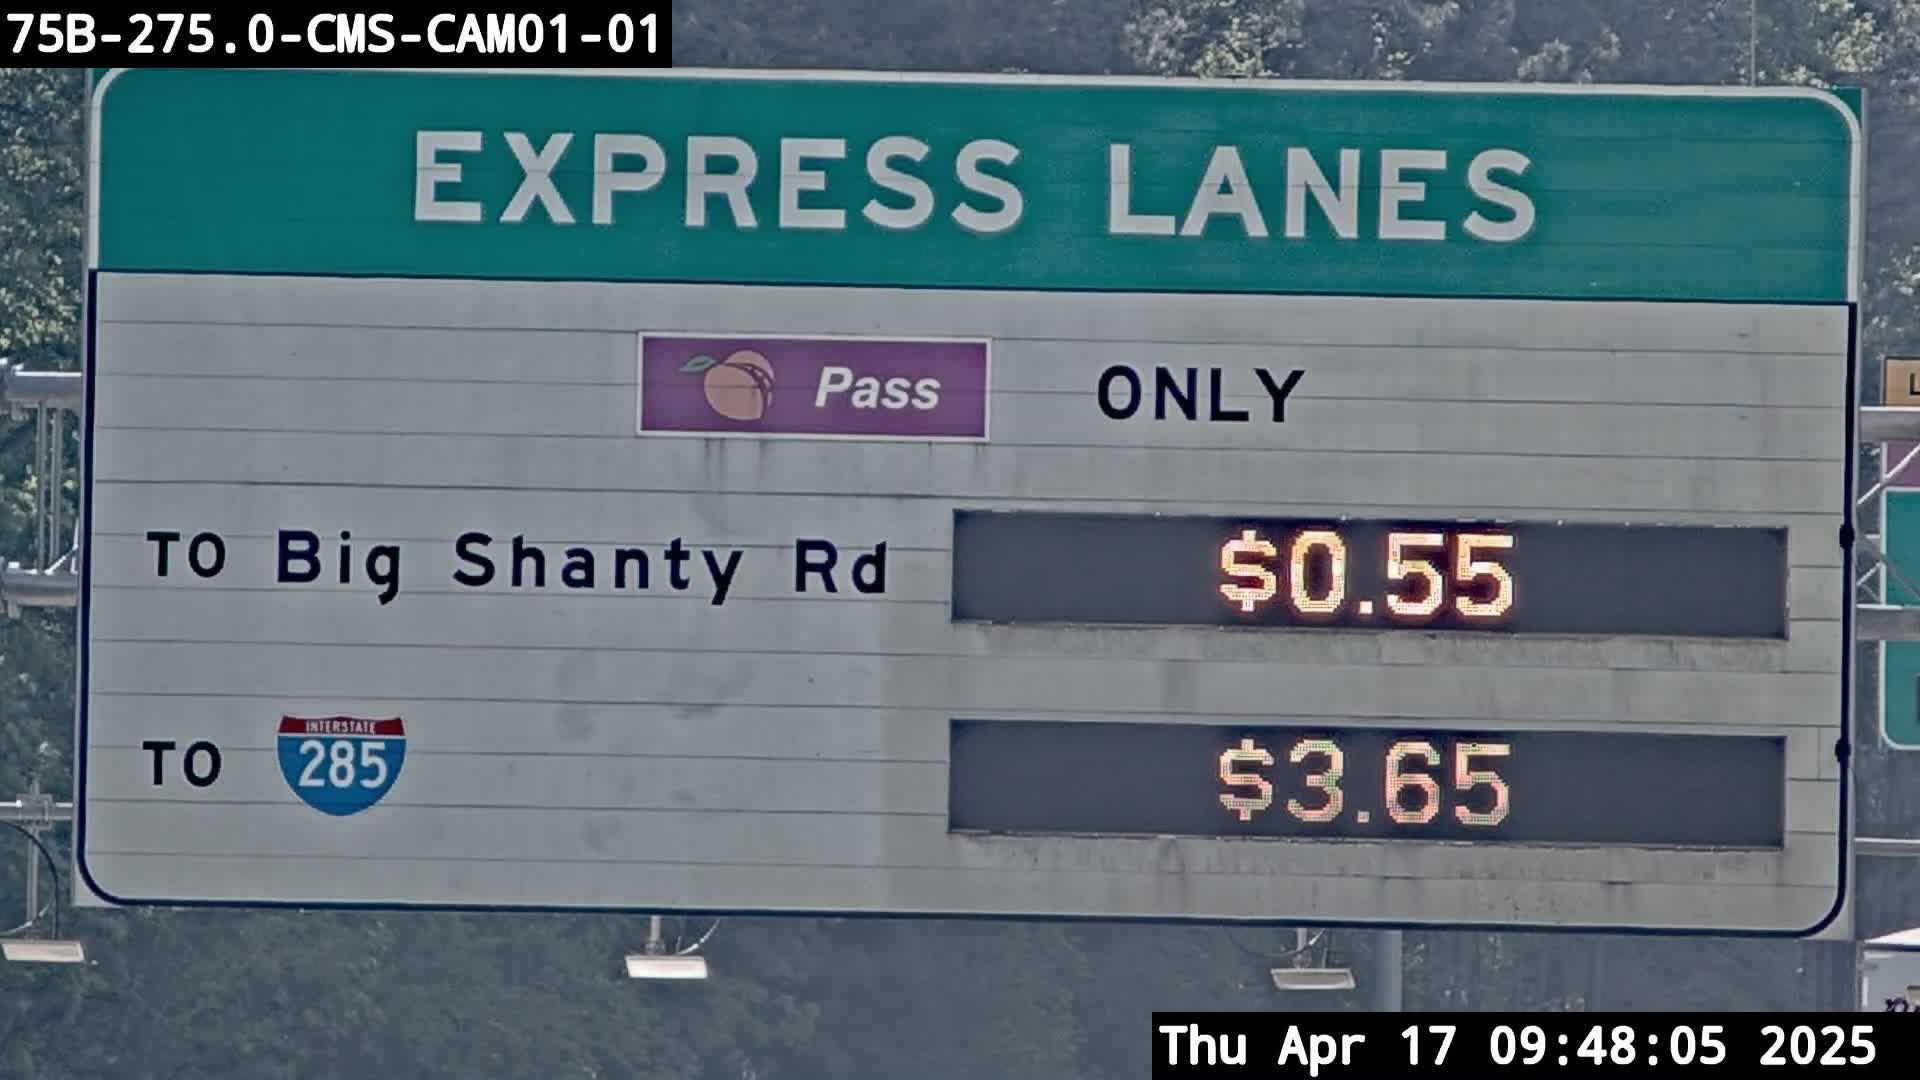 75B-275.0-CMS-CAM01-01
EXPRESS LANES
Pass ONLY
TO Big Shanty Rd $0.55
TO INTERSTATE 285 $3.65
Thu Apr 17 09:48:05 2025